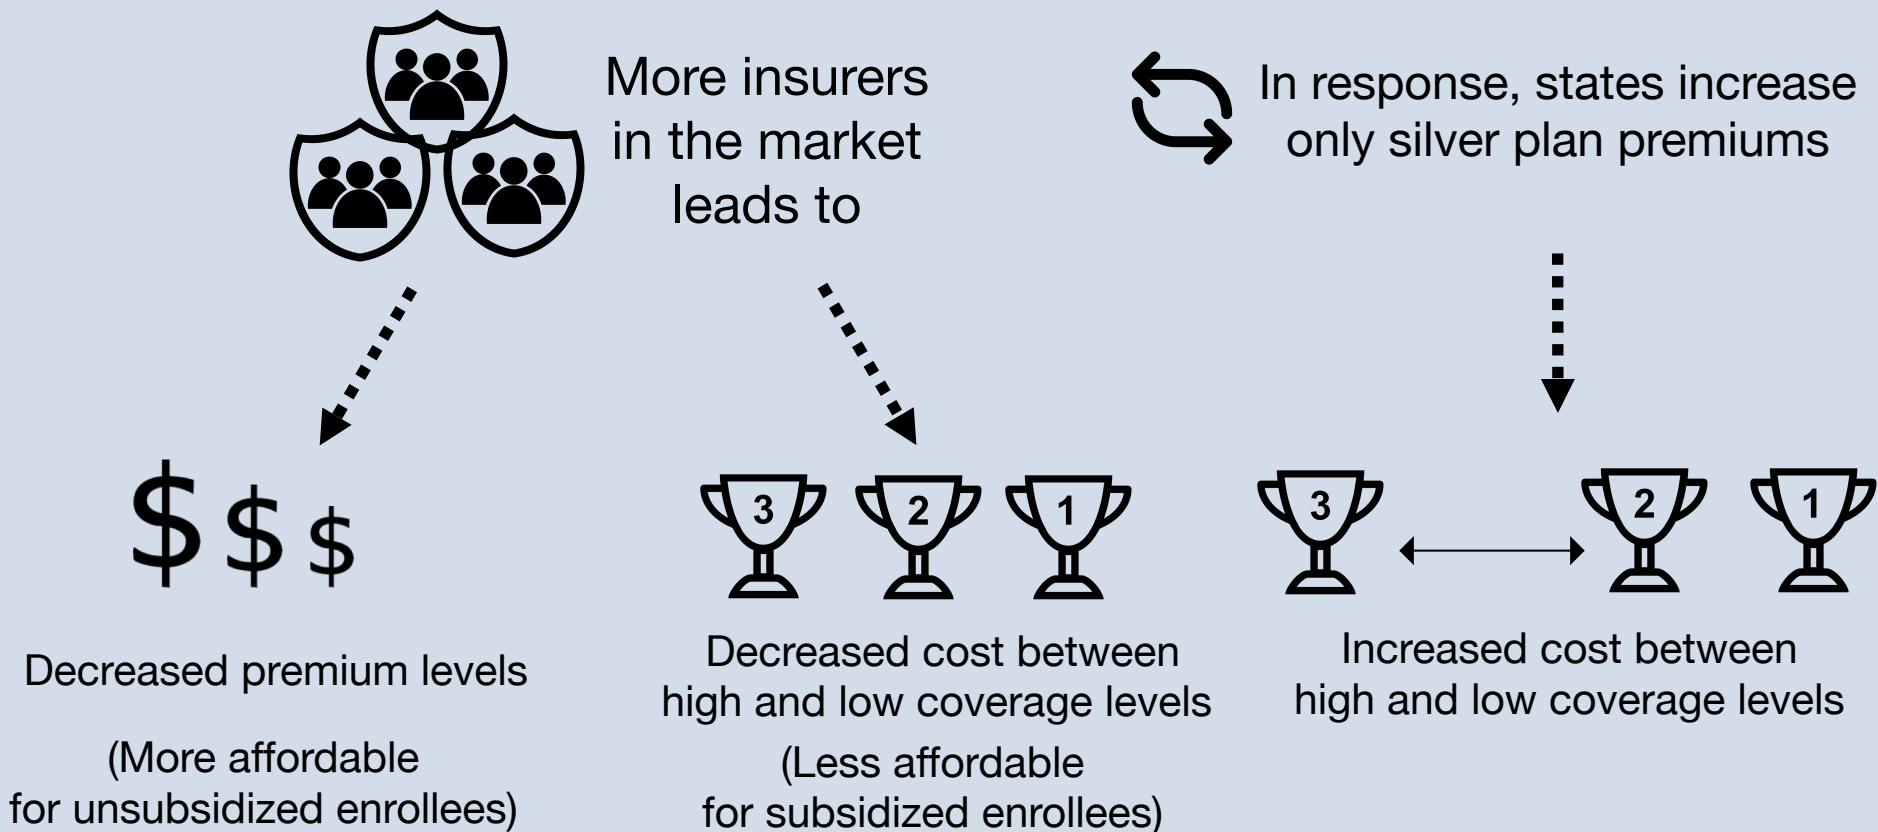 More insurers
in the market
leads to
In response, states increase
only silver plan premiums
$ $ $
Decreased premium levels
(More affordable
for unsubsidized enrollees)
3 2 1
Decreased cost between
high and low coverage levels
(Less affordable
for subsidized enrollees)
3 2 1
Increased cost between
high and low coverage levels